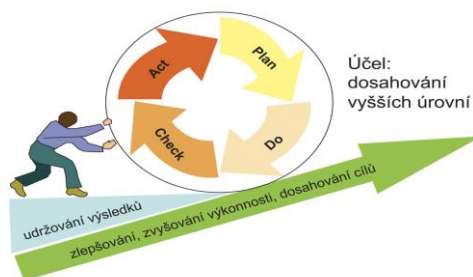 Act
Plan
Check
Do
Účel:
dosahování
vyšších úrovní
udržování výsledků
zlepšování, zvyšování výkonnosti, dosahování cílů